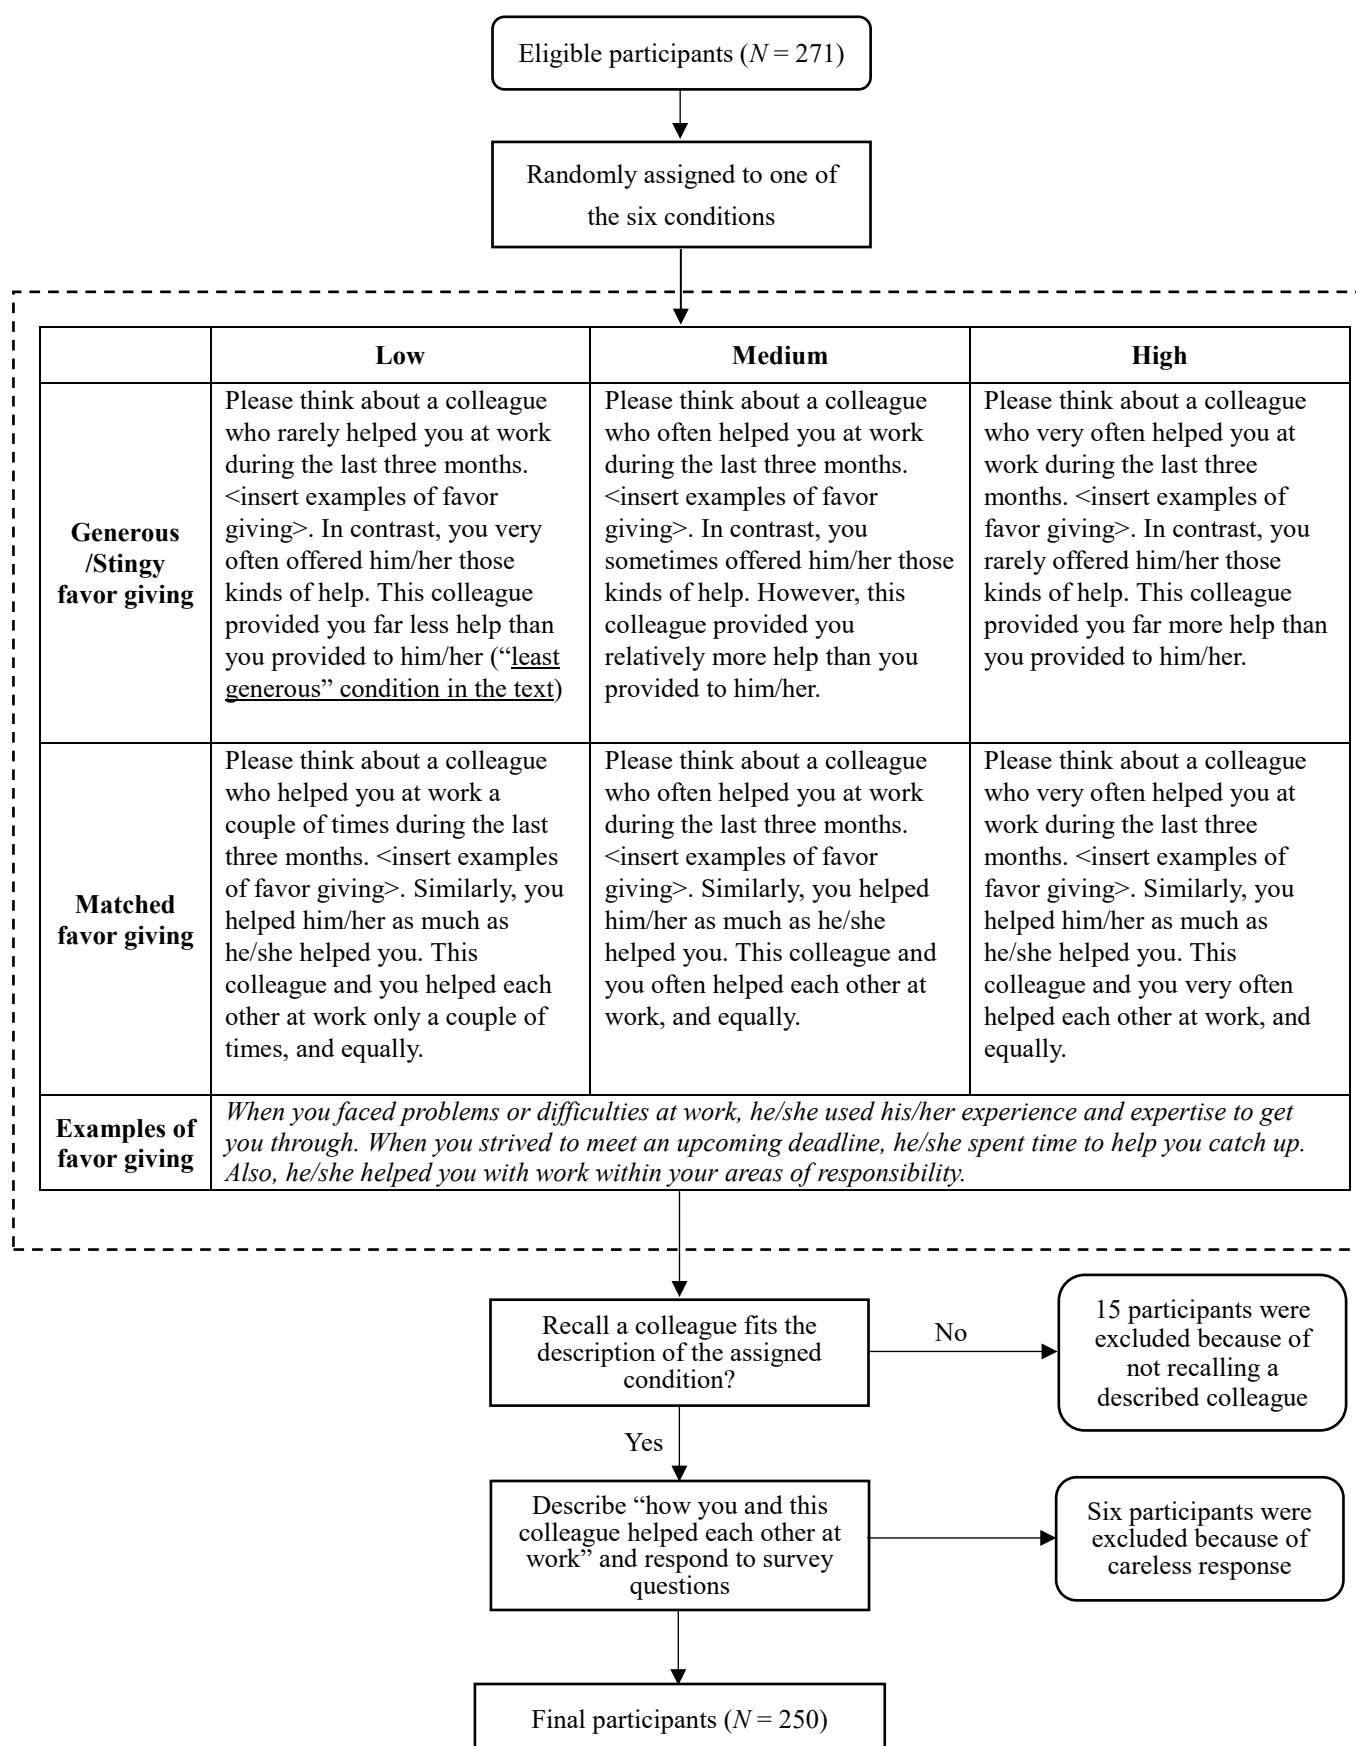 Eligible participants (N = 271)
Randomly assigned to one of
the six conditions
Low
Medium
High
Generous
/Stingy
favor giving
Please think about a colleague
who rarely helped you at work
during the last three months.
<insert examples of favor
giving>. In contrast, you very
often offered him/her those
kinds of help. This colleague
provided you far less help than
you provided to him/her (“least
generous” condition in the text)
Please think about a colleague
who often helped you at work
during the last three months.
<insert examples of favor
giving>. In contrast, you
sometimes offered him/her those
kinds of help. However, this
colleague provided you
relatively more help than you
provided to him/her.
Please think about a colleague
who very often helped you at
work during the last three
months. <insert examples of
favor giving>. In contrast, you
rarely offered him/her those
kinds of help. This colleague
provided you far more help than
you provided to him/her.
Matched
favor giving
Please think about a colleague
who helped you at work a
couple of times during the last
three months. <insert examples
of favor giving>. Similarly, you
helped him/her as much as
he/she helped you. This
colleague and you helped each
other at work only a couple of
times, and equally.
Please think about a colleague
who often helped you at work
during the last three months.
<insert examples of favor
giving>. Similarly, you helped
him/her as much as he/she
helped you. This colleague and
you often helped each other at
work, and equally.
Please think about a colleague
who very often helped you at
work during the last three
months. <insert examples of
favor giving>. Similarly, you
helped him/her as much as
he/she helped you. This
colleague and you very often
helped each other at work, and
equally.
Examples of
favor giving
When you faced problems or difficulties at work, he/she used his/her experience and expertise to get
you through. When you strived to meet an upcoming deadline, he/she spent time to help you catch up.
Also, he/she helped you with work within your areas of responsibility.
Recall a colleague fits the
description of the assigned
condition?
No
15 participants were
excluded because of
not recalling a
described colleague
Yes
Describe “how you and this
colleague helped each other at
work” and respond to survey
questions
Six participants were
excluded because of
careless response
Final participants (N = 250)